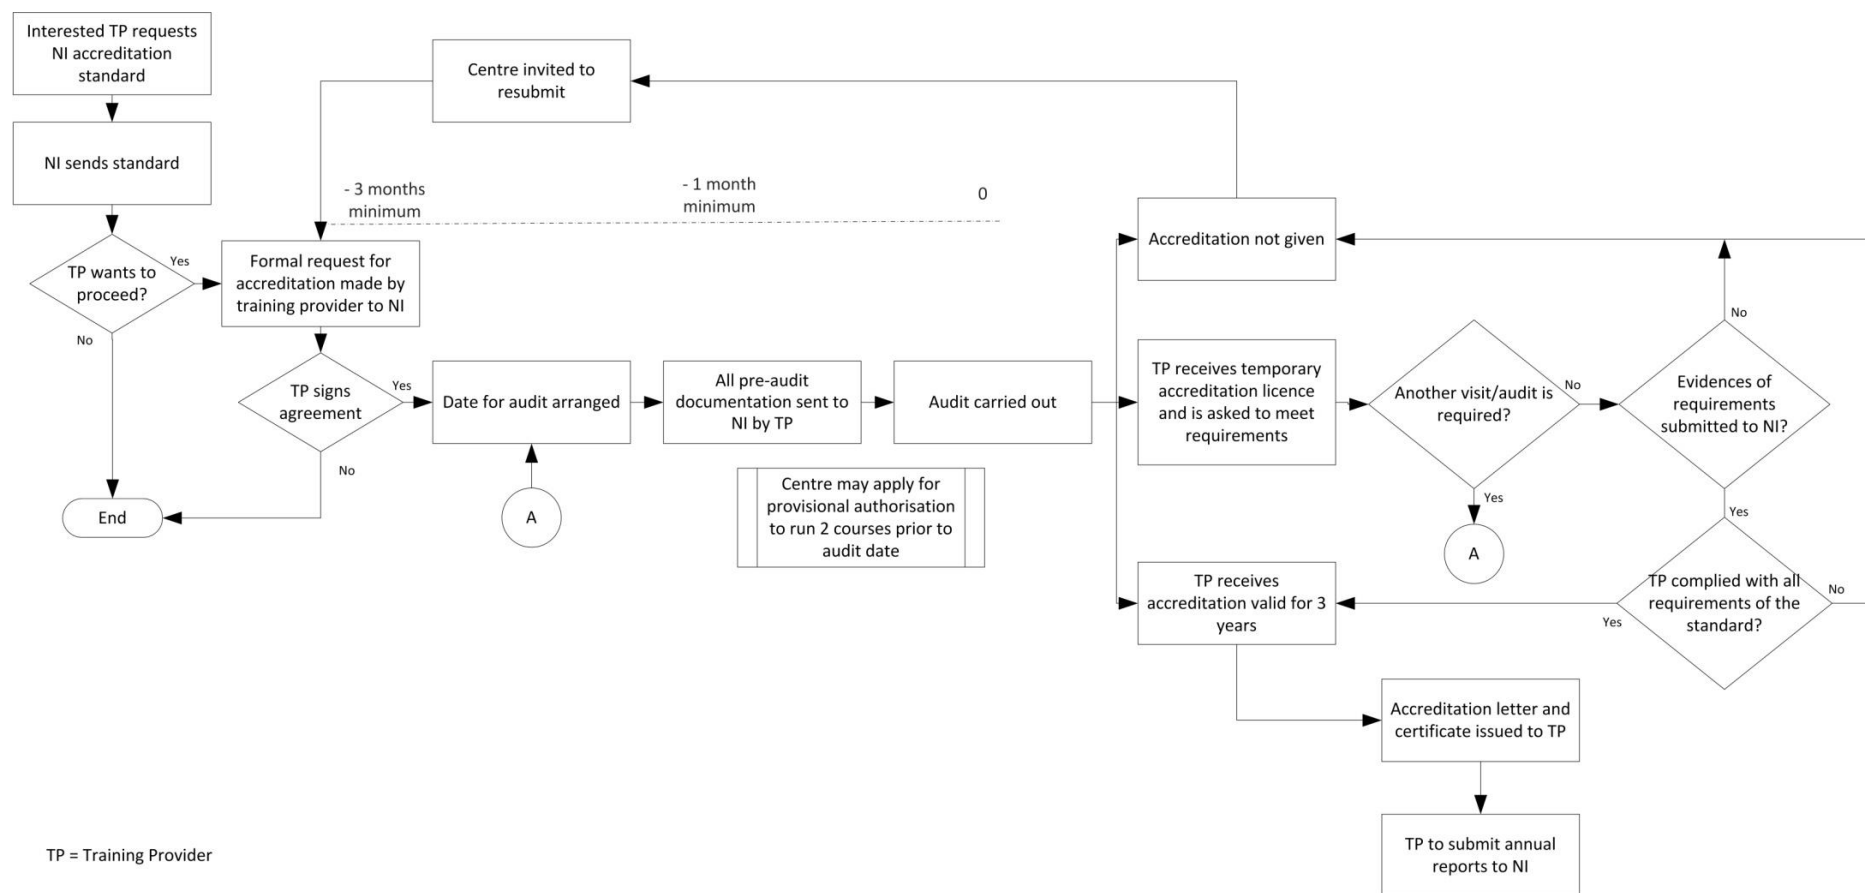 Interested TP requests
NI accreditation
standard
NI sends standard
TP wants to
proceed?
Yes
No
End
Centre invited to
resubmit
- 3 months
minimum
- 1 month
minimum
0
Formal request for
accreditation made by
training provider to NI
TP signs
agreement
Yes
No
Date for audit arranged
A
All pre-audit
documentation sent to
NI by TP
Centre may apply for
provisional authorisation
to run 2 courses prior to
audit date
Audit carried out
Accreditation not given
TP receives temporary
accreditation licence
and is asked to meet
requirements
Another visit/audit is
required?
No
Yes
A
Evidences of
requirements
submitted to NI?
No
Yes
TP complied with all
requirements of the
standard?
No
Yes
TP receives
accreditation valid for 3
years
Accreditation letter and
certificate issued to TP
TP to submit annual
reports to NI
TP = Training Provider